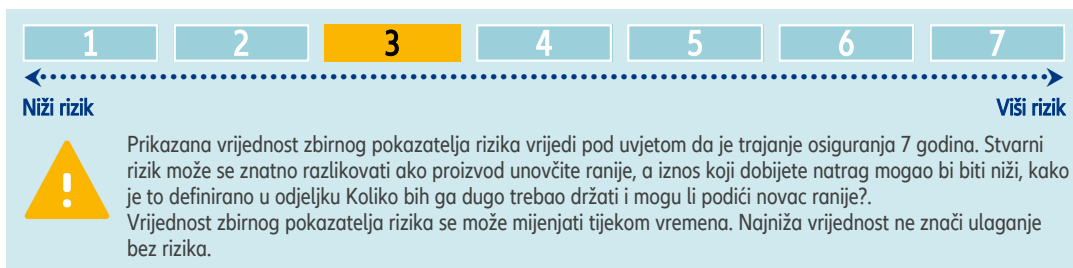 1 2 3 4 5 6 7
Niži rizik Viši rizik
Prikazana vrijednost zbirnog pokazatelja rizika vrijedi pod uvjetom da je trajanje osiguranja 7 godina. Stvarni
rizik može se znatno razlikovati ako proizvod unovčite ranije, a iznos koji dobijete natrag mogao bi biti niži, kako
je to definirano u odjeljku Koliko bih ga dugo trebao držati i mogu li podići novac ranije?.
Vrijednost zbirnog pokazatelja rizika se može mijenjati tijekom vremena. Najniža vrijednost ne znači ulaganje
bez rizika.